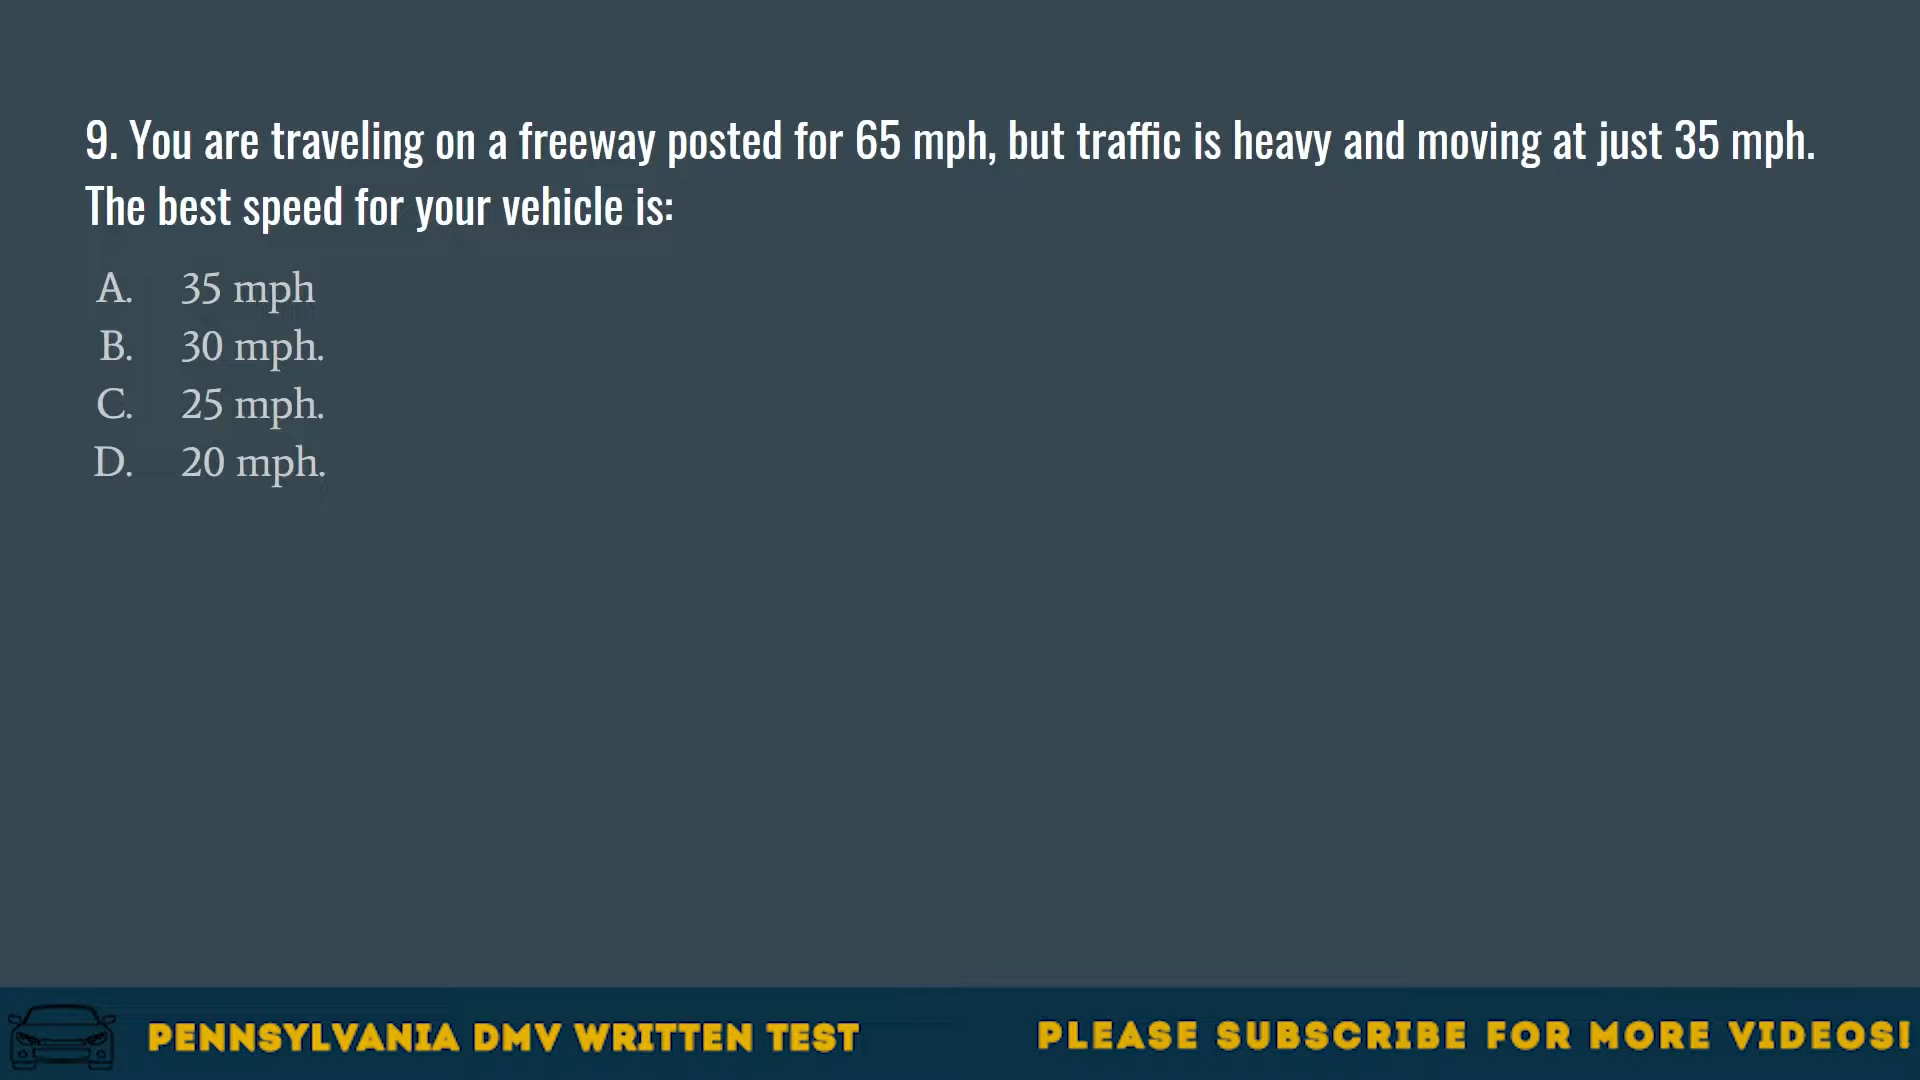 9. You are traveling on a freeway posted for 65 mph, but traffic is heavy and moving at just 35 mph.
The best speed for your vehicle is:
A. 35 mph
B. 30 mph.
C. 25 mph.
D. 20 mph.
PENNSYLVANIA DMV WRITTEN TEST
PLEASE SUBSCRIBE FOR MORE VIDEOS!